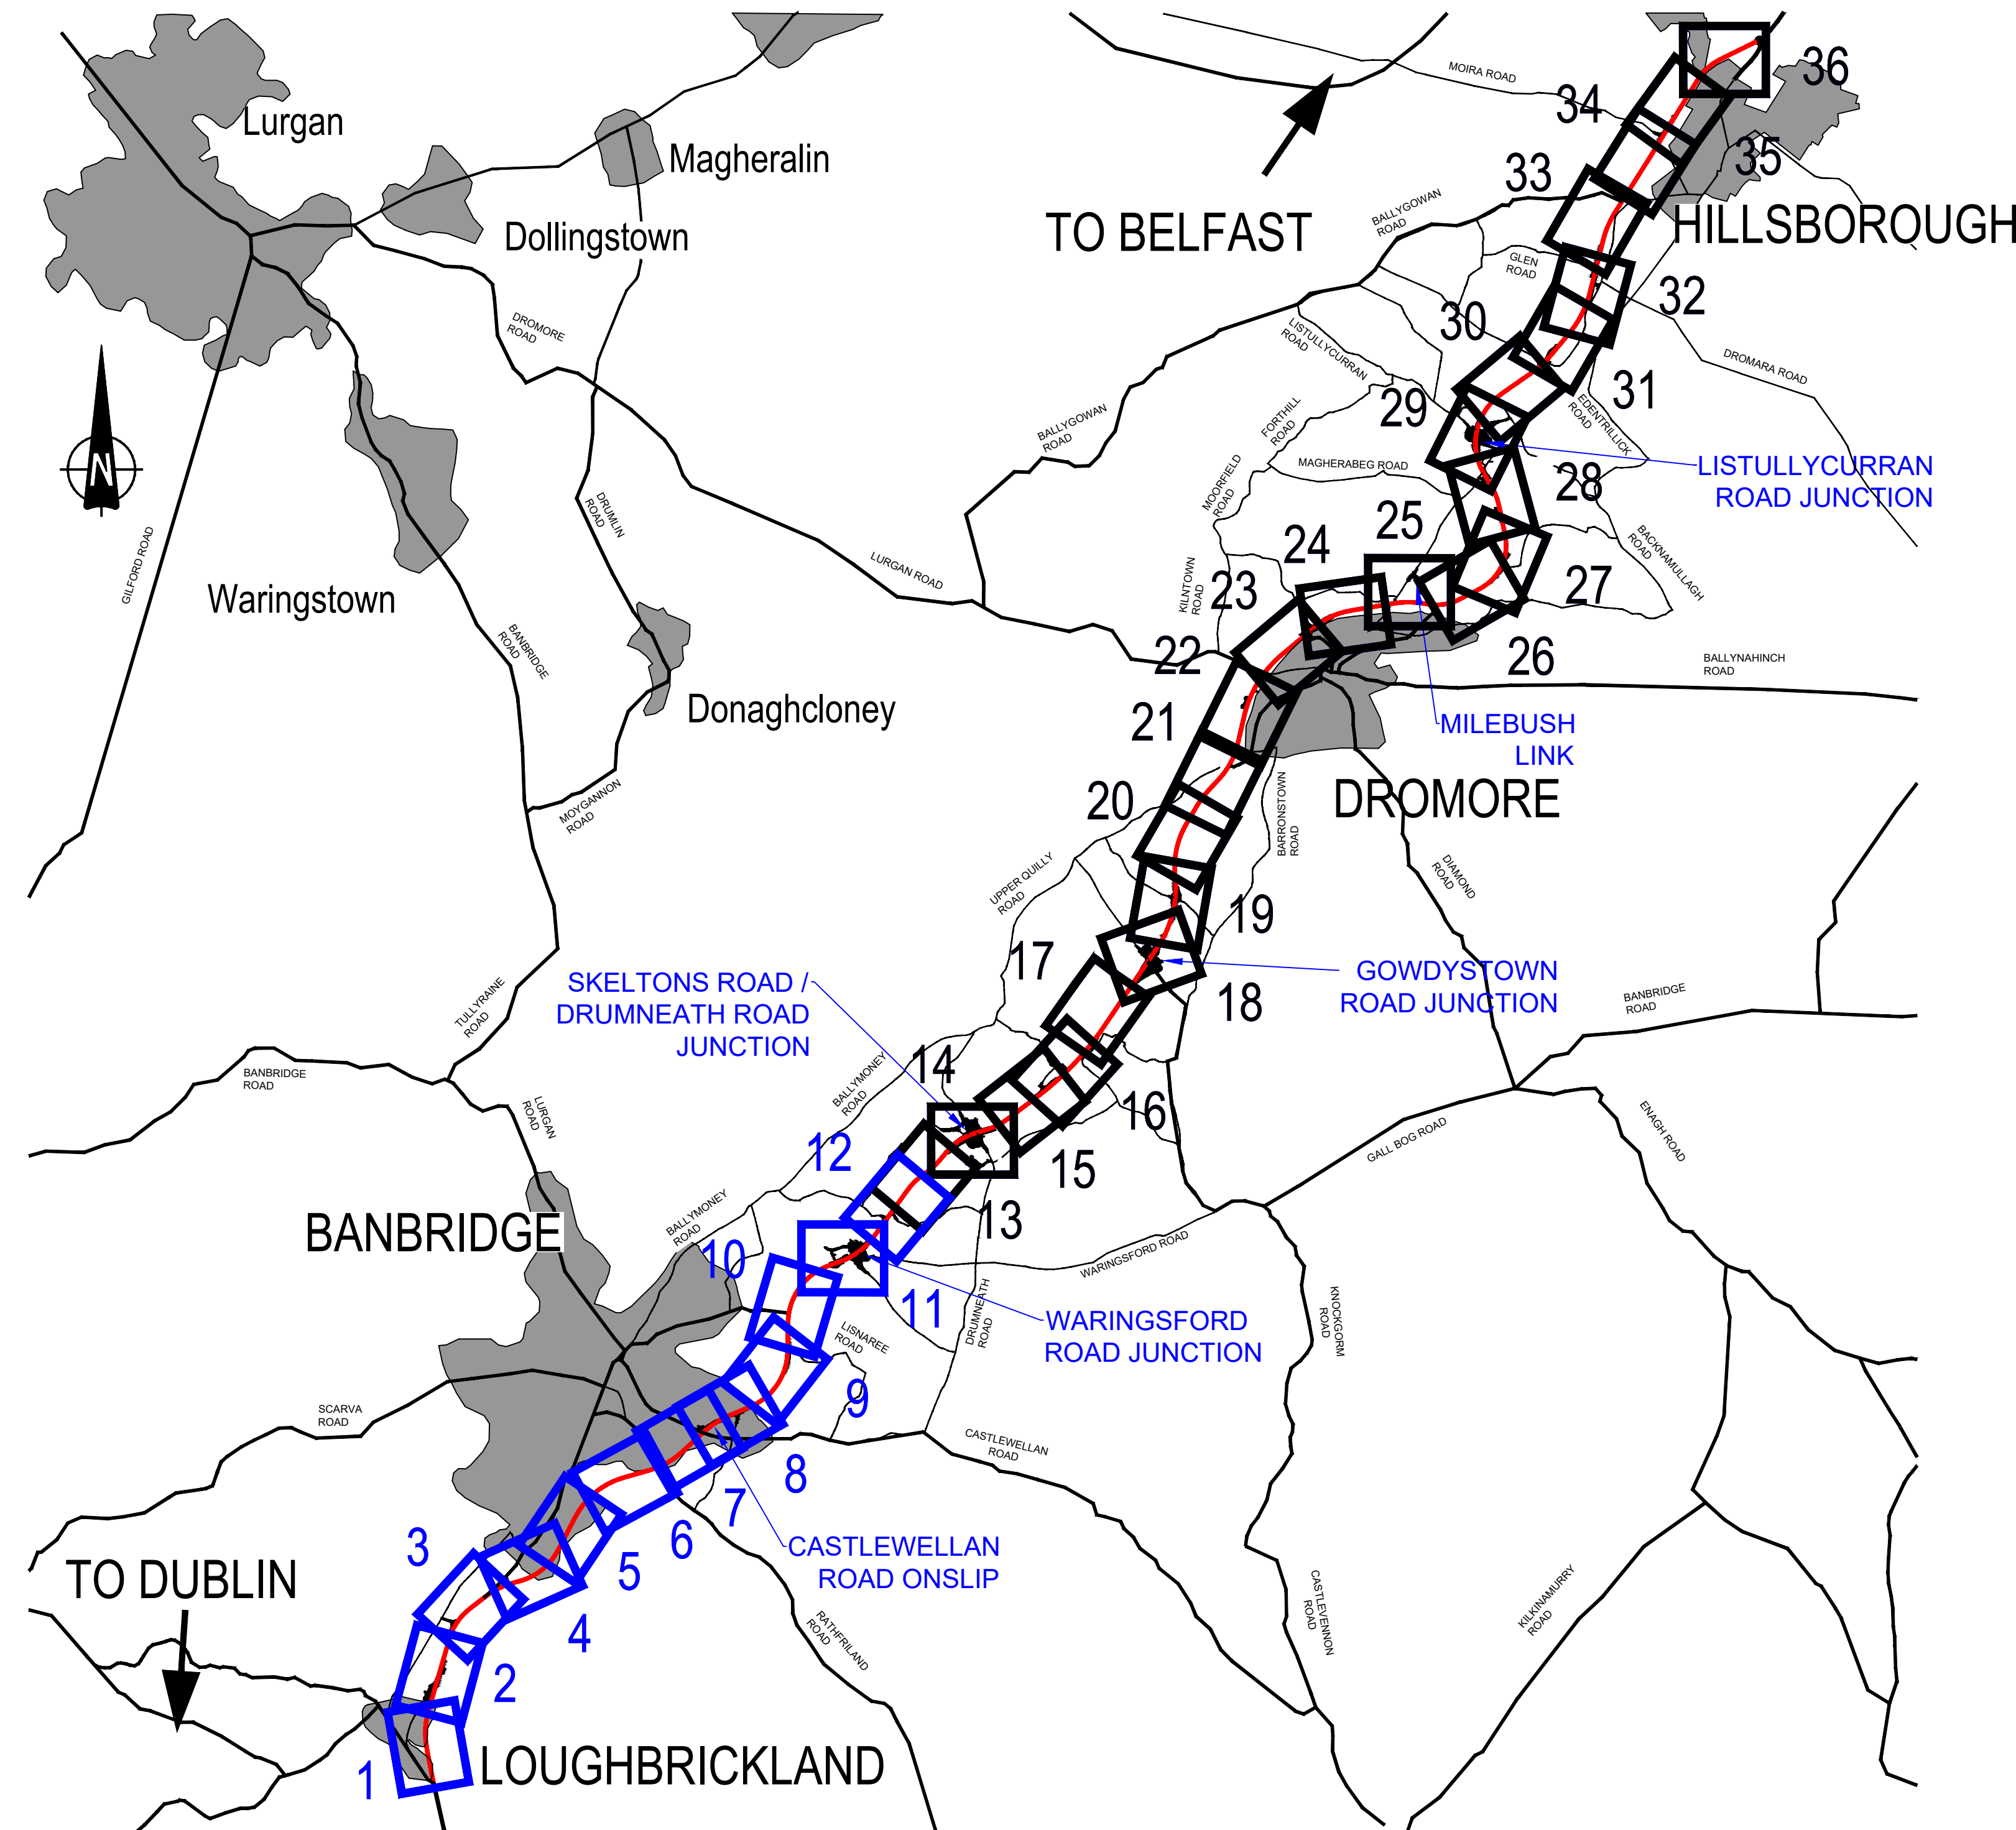 36
MOIRA ROAD
34
Lurgan
35
Magheralin
33
BALLYGOWAN
ROAD
HILLSBOROUGH
TO BELFAST
Dollingstown
GLEN
ROAD
32
30
DROMORE
ROAD
LISTULLYCURRAN
ROAD
DROMARA ROAD
31
29
EDENTRILLICK
ROAD
FORTHILL
ROAD
BALLYGOWAN
ROAD
N
MAGHERABEG ROAD
LISTULLYCURRAN
ROAD JUNCTION
28
MOORFIELD
ROAD
DRUMLIN
ROAD
25
24
BACKNAMULLAGH
ROAD
GILFORD ROAD
LURGAN ROAD
KILNTOWN
ROAD
23
27
Waringstown
BANBRIDGE
ROAD
22
26
BALLYNAHINCH
ROAD
Donaghcloney
21
MILEBUSH
LINK
MOYGANNON
ROAD
20
BARRONSTOWN
ROAD
DROMORE
UPPER QUILLY
ROAD
DIAMOND
ROAD
19
17
SKELTONS ROAD /
DRUMNEATH ROAD
JUNCTION
GOWDYSTOWN
ROAD JUNCTION
18
BANBRIDGE
ROAD
TULLYRAINE
ROAD
14
BANBRIDGE
ROAD
BALLYMONEY
ROAD
LURGAN
ROAD
16
ENAGH ROAD
GALL BOG ROAD
12
15
13
BANBRIDGE
BALLYMONEY
ROAD
10
WARINGSFORD ROAD
11
DRUMNEATH
ROAD
KNOCKGORM
ROAD
WARINGSFORD
ROAD JUNCTION
LISNAREE
ROAD
9
SCARVA
ROAD
CASTLEWELLAN
ROAD
8
7
6
3
CASTLEWELLAN
ROAD ONSLIP
5
TO DUBLIN
4
CASTLEVENNON
ROAD
KILKINAMURRY
ROAD
RATHFRILAND
ROAD
2
1
LOUGHBRICKLAND